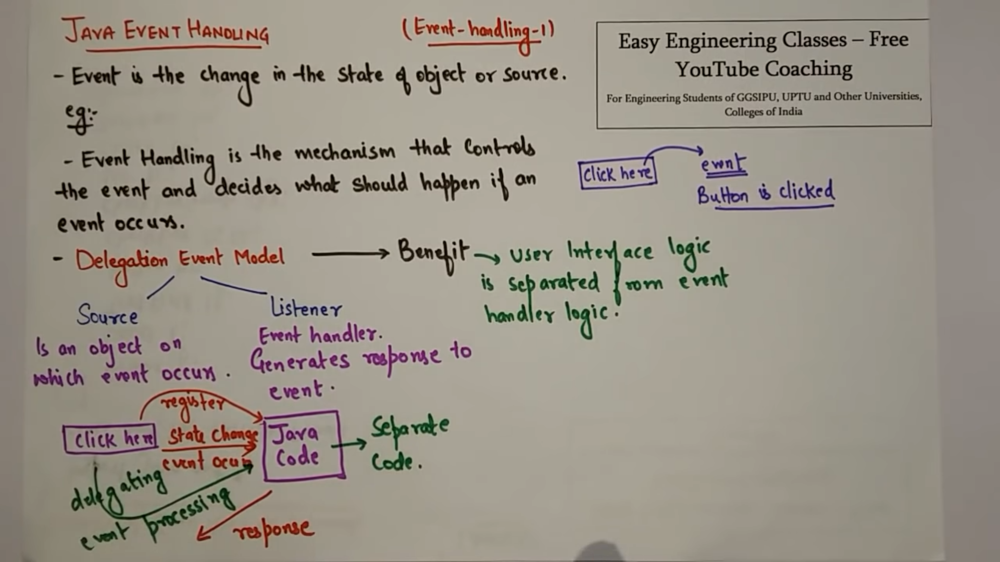 JAVA EVENT HANDLING
(Event-handling-1)
Easy Engineering Classes – Free
YouTube Coaching
For Engineering Students of GGSIPU, UPTU and Other Universities,
Colleges of India
- Event is the change in the state of object or source.
eg:-
- Event Handling is the mechanism that controls
the event and decides what should happen if an
event occurs.
click here
event
Button is clicked
- Delegation Event Model
Benefit → user Interface logic
is separated from event
handler logic.
Source
Is an object on
which event occurs.
Listener
Event handler.
Generates response to
event.
register
click here
state change
event occurs
Java
Code
Separate
Code.
delegating
event processing
response